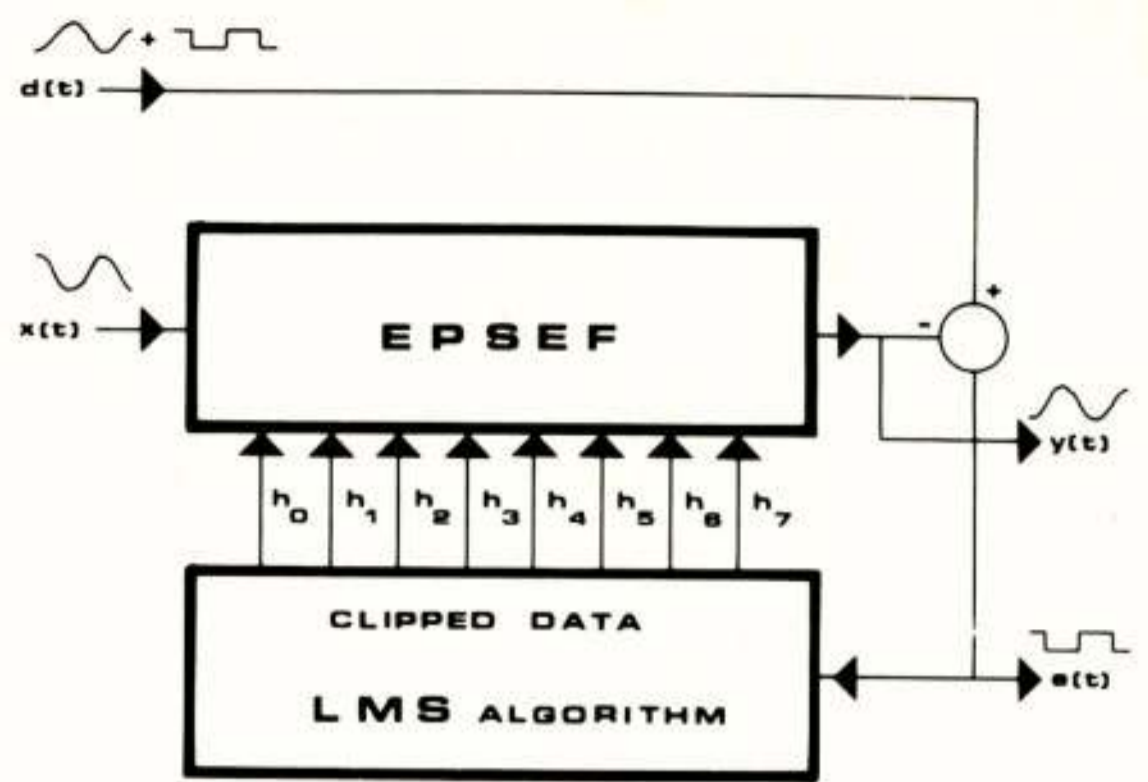 +
d(t)
x(t)
EPSEF
+
-
y(t)
h0 h1 h2 h3 h4 h5 h6 h7
CLIPPED DATA
LMS ALGORITHM
e(t)